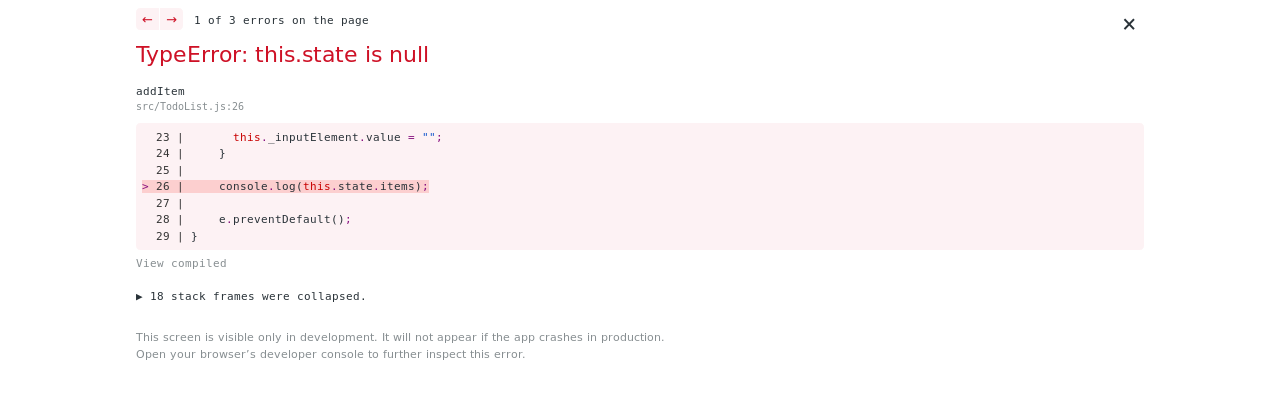 ← → 1 of 3 errors on the page ×
TypeError: this.state is null
addItem
src/TodoList.js:26
23 |       this._inputElement.value = "";
24 |     }
25 |
> 26 |     console.log(this.state.items);
27 |
28 |     e.preventDefault();
29 | }
View compiled
▶ 18 stack frames were collapsed.
This screen is visible only in development. It will not appear if the app crashes in production.
Open your browser’s developer console to further inspect this error.